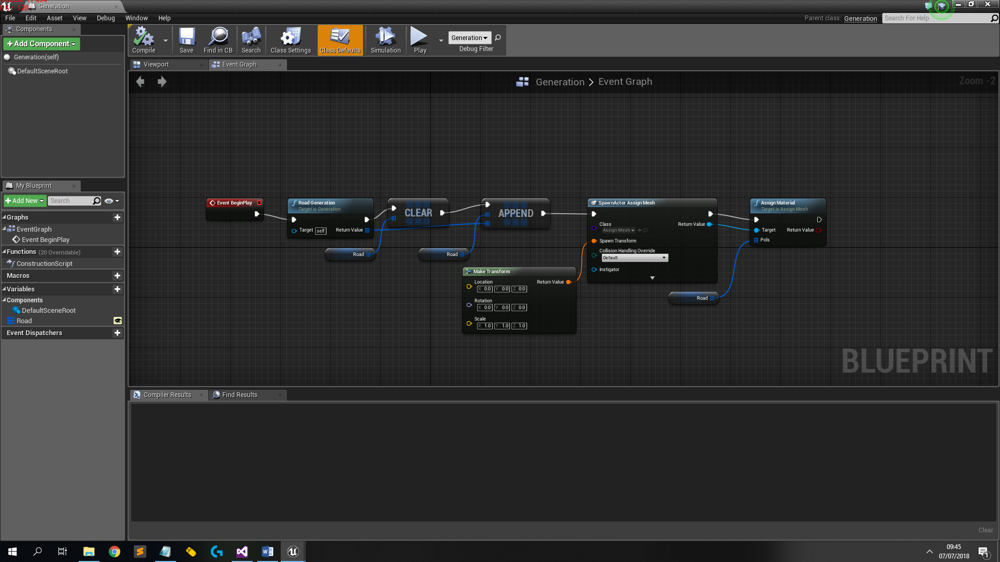 Generation
File Edit Asset View Debug Window Help
Parent class: Generation
Search For Help
Components
+ Add Component
Generation(self)
DefaultSceneRoot
Compile
Save
Find in CB
Search
Class Settings
Class Defaults
Simulation
Play
Generation
Debug Filter
Viewport
Event Graph
Generation > Event Graph
Zoom -2
My Blueprint
+ Add New
Search
Graphs
EventGraph
Event BeginPlay
Functions (20 Overridable)
ConstructionScript
Macros
Variables
Components
DefaultSceneRoot
Road
Event Dispatchers
Event BeginPlay
Road Generation
Target is Generation
Target self
Return Value
CLEAR
APPEND
Road
Road
Make Transform
Location
Return Value
X 0.0 Y 0.0 Z 0.0
Rotation
X 0.0 Y 0.0 Z 0.0
Scale
X 1.0 Y 1.0 Z 1.0
SpawnActor Assign Mesh
Class
Assign Mesh
Return Value
Spawn Transform
Collision Handling Override
Default
Instigator
Road
Assign Material
Target is Assign Mesh
Target
Return Value
Pols
BLUEPRINT
Compiler Results
Find Results
Clear
09:45
07/07/2018
1